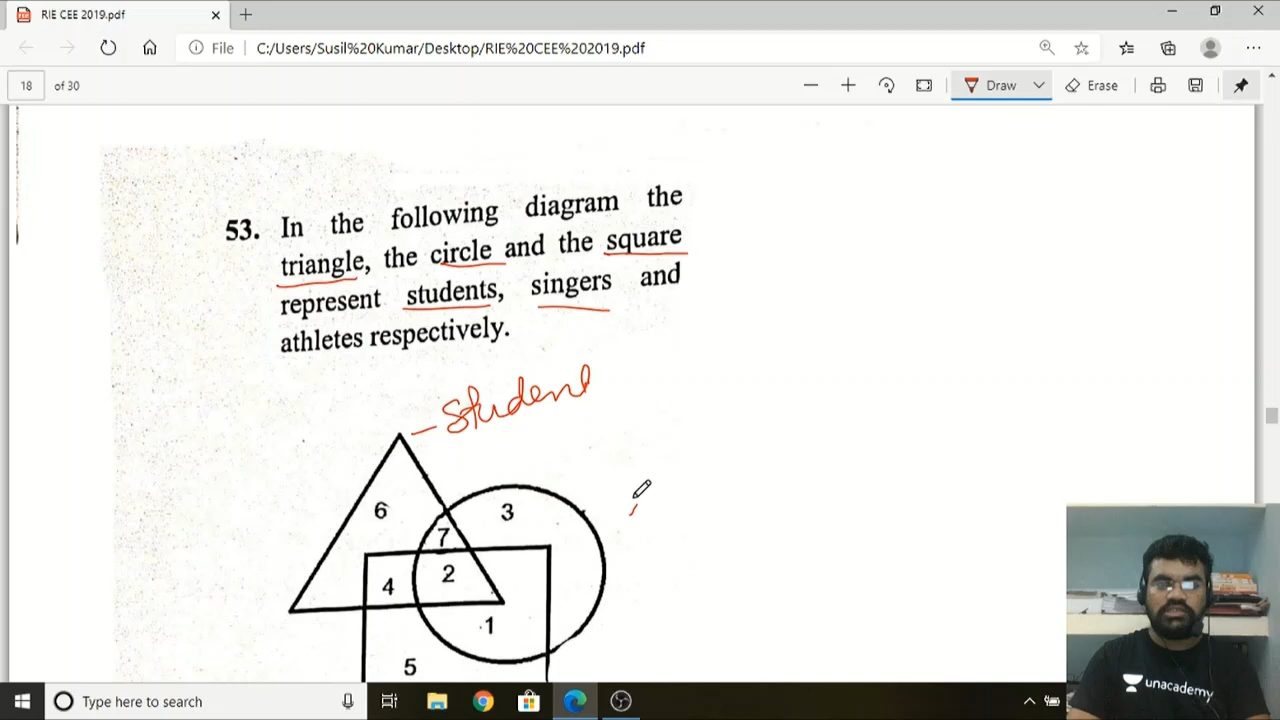 RIE CEE 2019.pdf
File
C:/Users/Susil%20Kumar/Desktop/RIE%20CEE%202019.pdf
18 of 30
Draw
Erase
53. In the following diagram the
triangle, the circle and the square
represent students, singers and
athletes respectively.
Student
6
3
7
4
2
1
5
unacademy
Type here to search